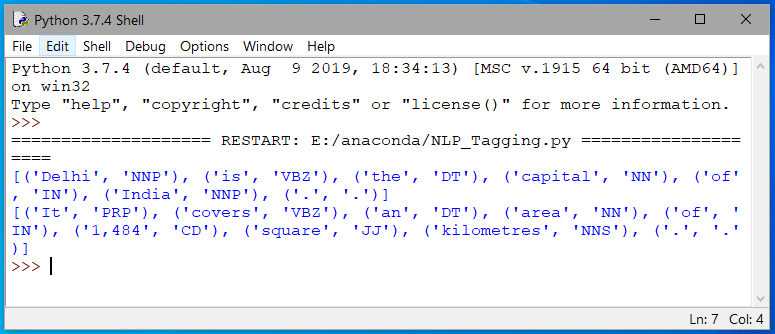 Python 3.7.4 Shell
File Edit Shell Debug Options Window Help
Python 3.7.4 (default, Aug  9 2019, 18:34:13) [MSC v.1915 64 bit (AMD64)]
on win32
Type "help", "copyright", "credits" or "license()" for more information.
>>>
==================== RESTART: E:/anaconda/NLP_Tagging.py ================
====
[('Delhi', 'NNP'), ('is', 'VBZ'), ('the', 'DT'), ('capital', 'NN'), ('of'
, 'IN'), ('India', 'NNP'), ('.', '.')]
[('It', 'PRP'), ('covers', 'VBZ'), ('an', 'DT'), ('area', 'NN'), ('of', '
IN'), ('1,484', 'CD'), ('square', 'JJ'), ('kilometres', 'NNS'), ('.', '.'
)]
>>>
Ln: 7 Col: 4